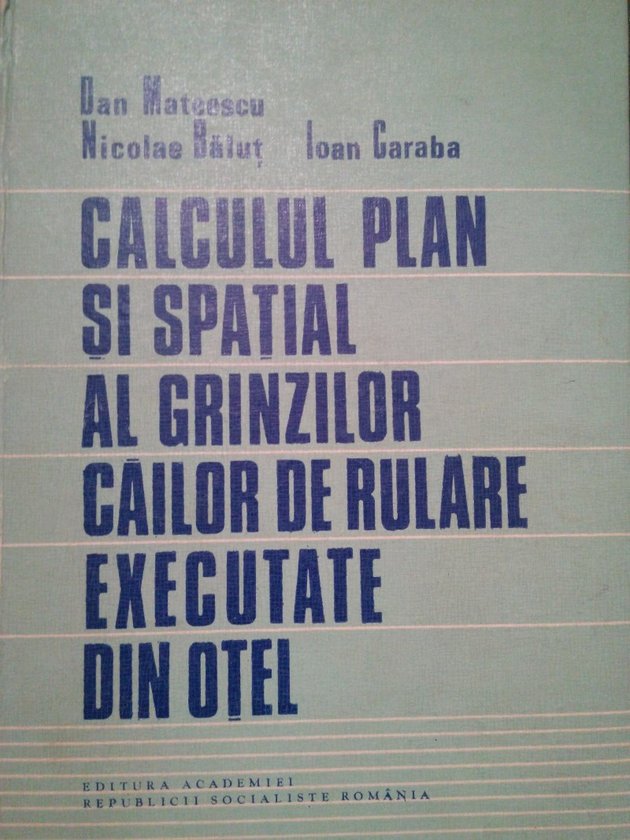 Dan Mateescu
Nicolae Băluț Ioan Caraba
CALCULUL PLAN
ȘI SPAȚIAL
AL GRINZILOR
CĂILOR DE RULARE
EXECUTATE
DIN OȚEL
EDITURA ACADEMIEI
REPUBLICII SOCIALISTE ROMÂNIA